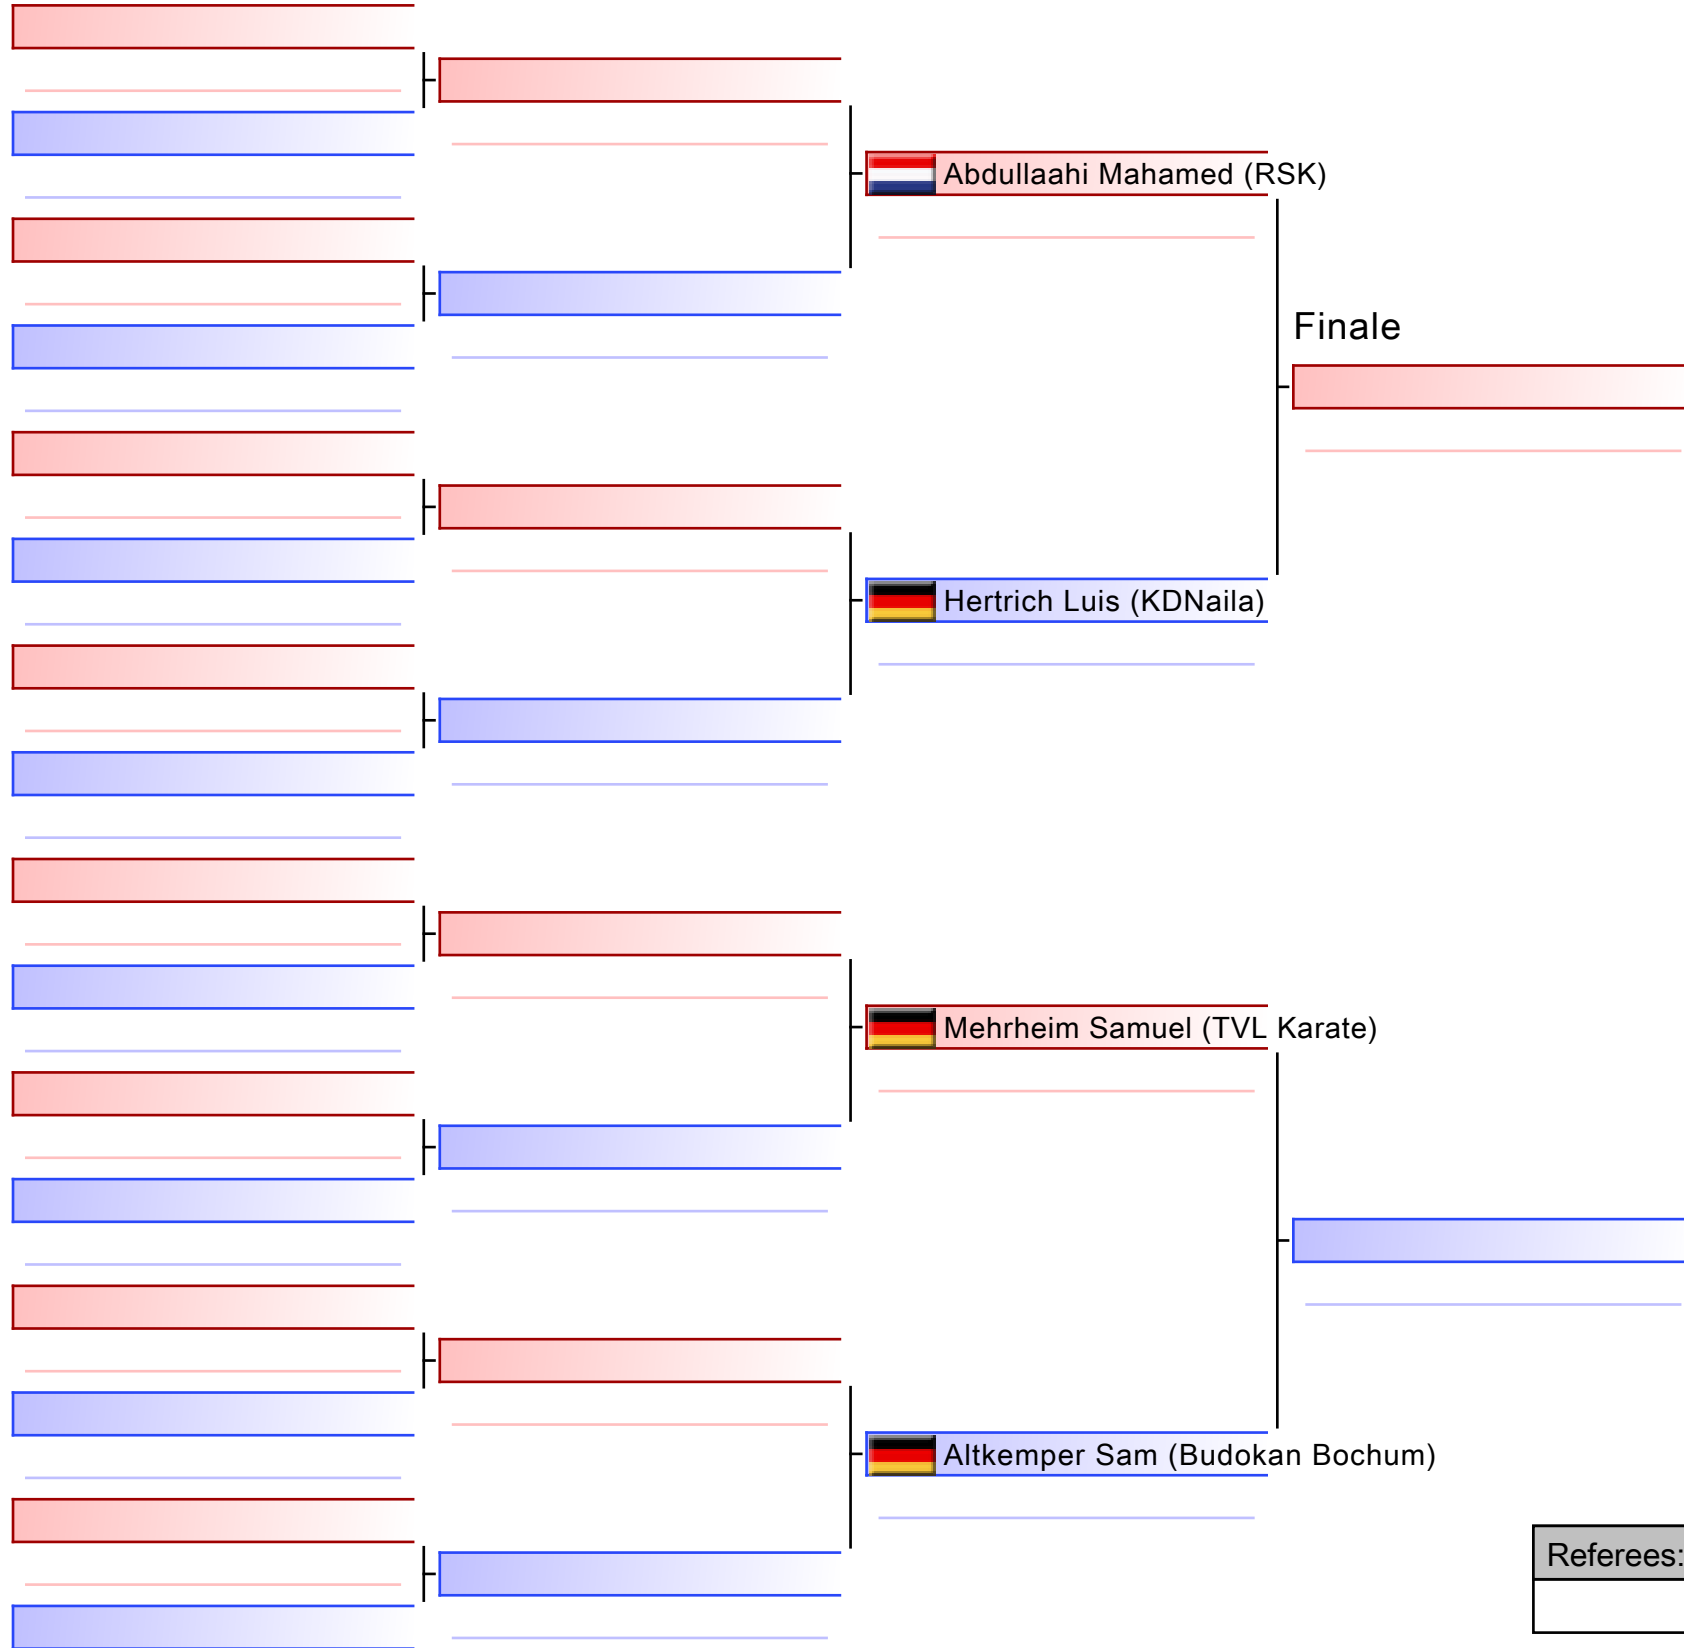 Abdullaahi Mahamed (RSK)
Finale
Hertrich Luis (KDNaila)
Mehrheim Samuel (TVL Karate)
Altkemper Sam (Budokan Bochum)
Referees: